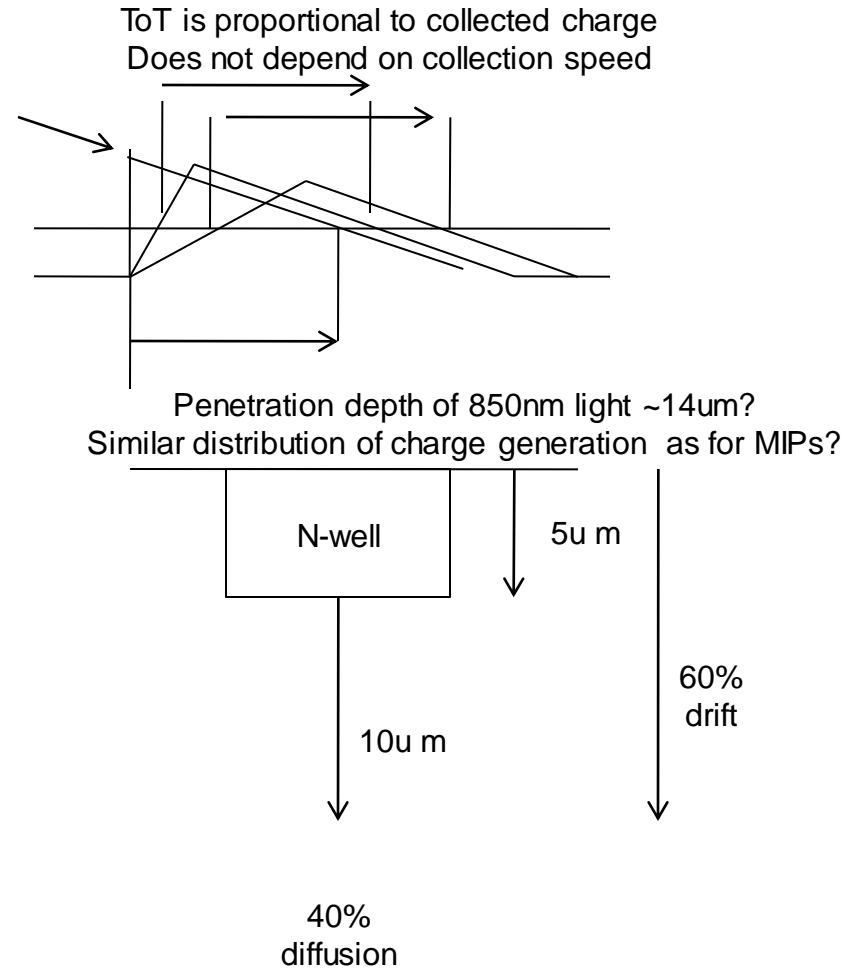 ToT is proportional to collected charge
Does not depend on collection speed
Penetration depth of 850nm light ~14um?
Similar distribution of charge generation as for MIPs?
N-well
5u m
60%
drift
10u m
40%
diffusion